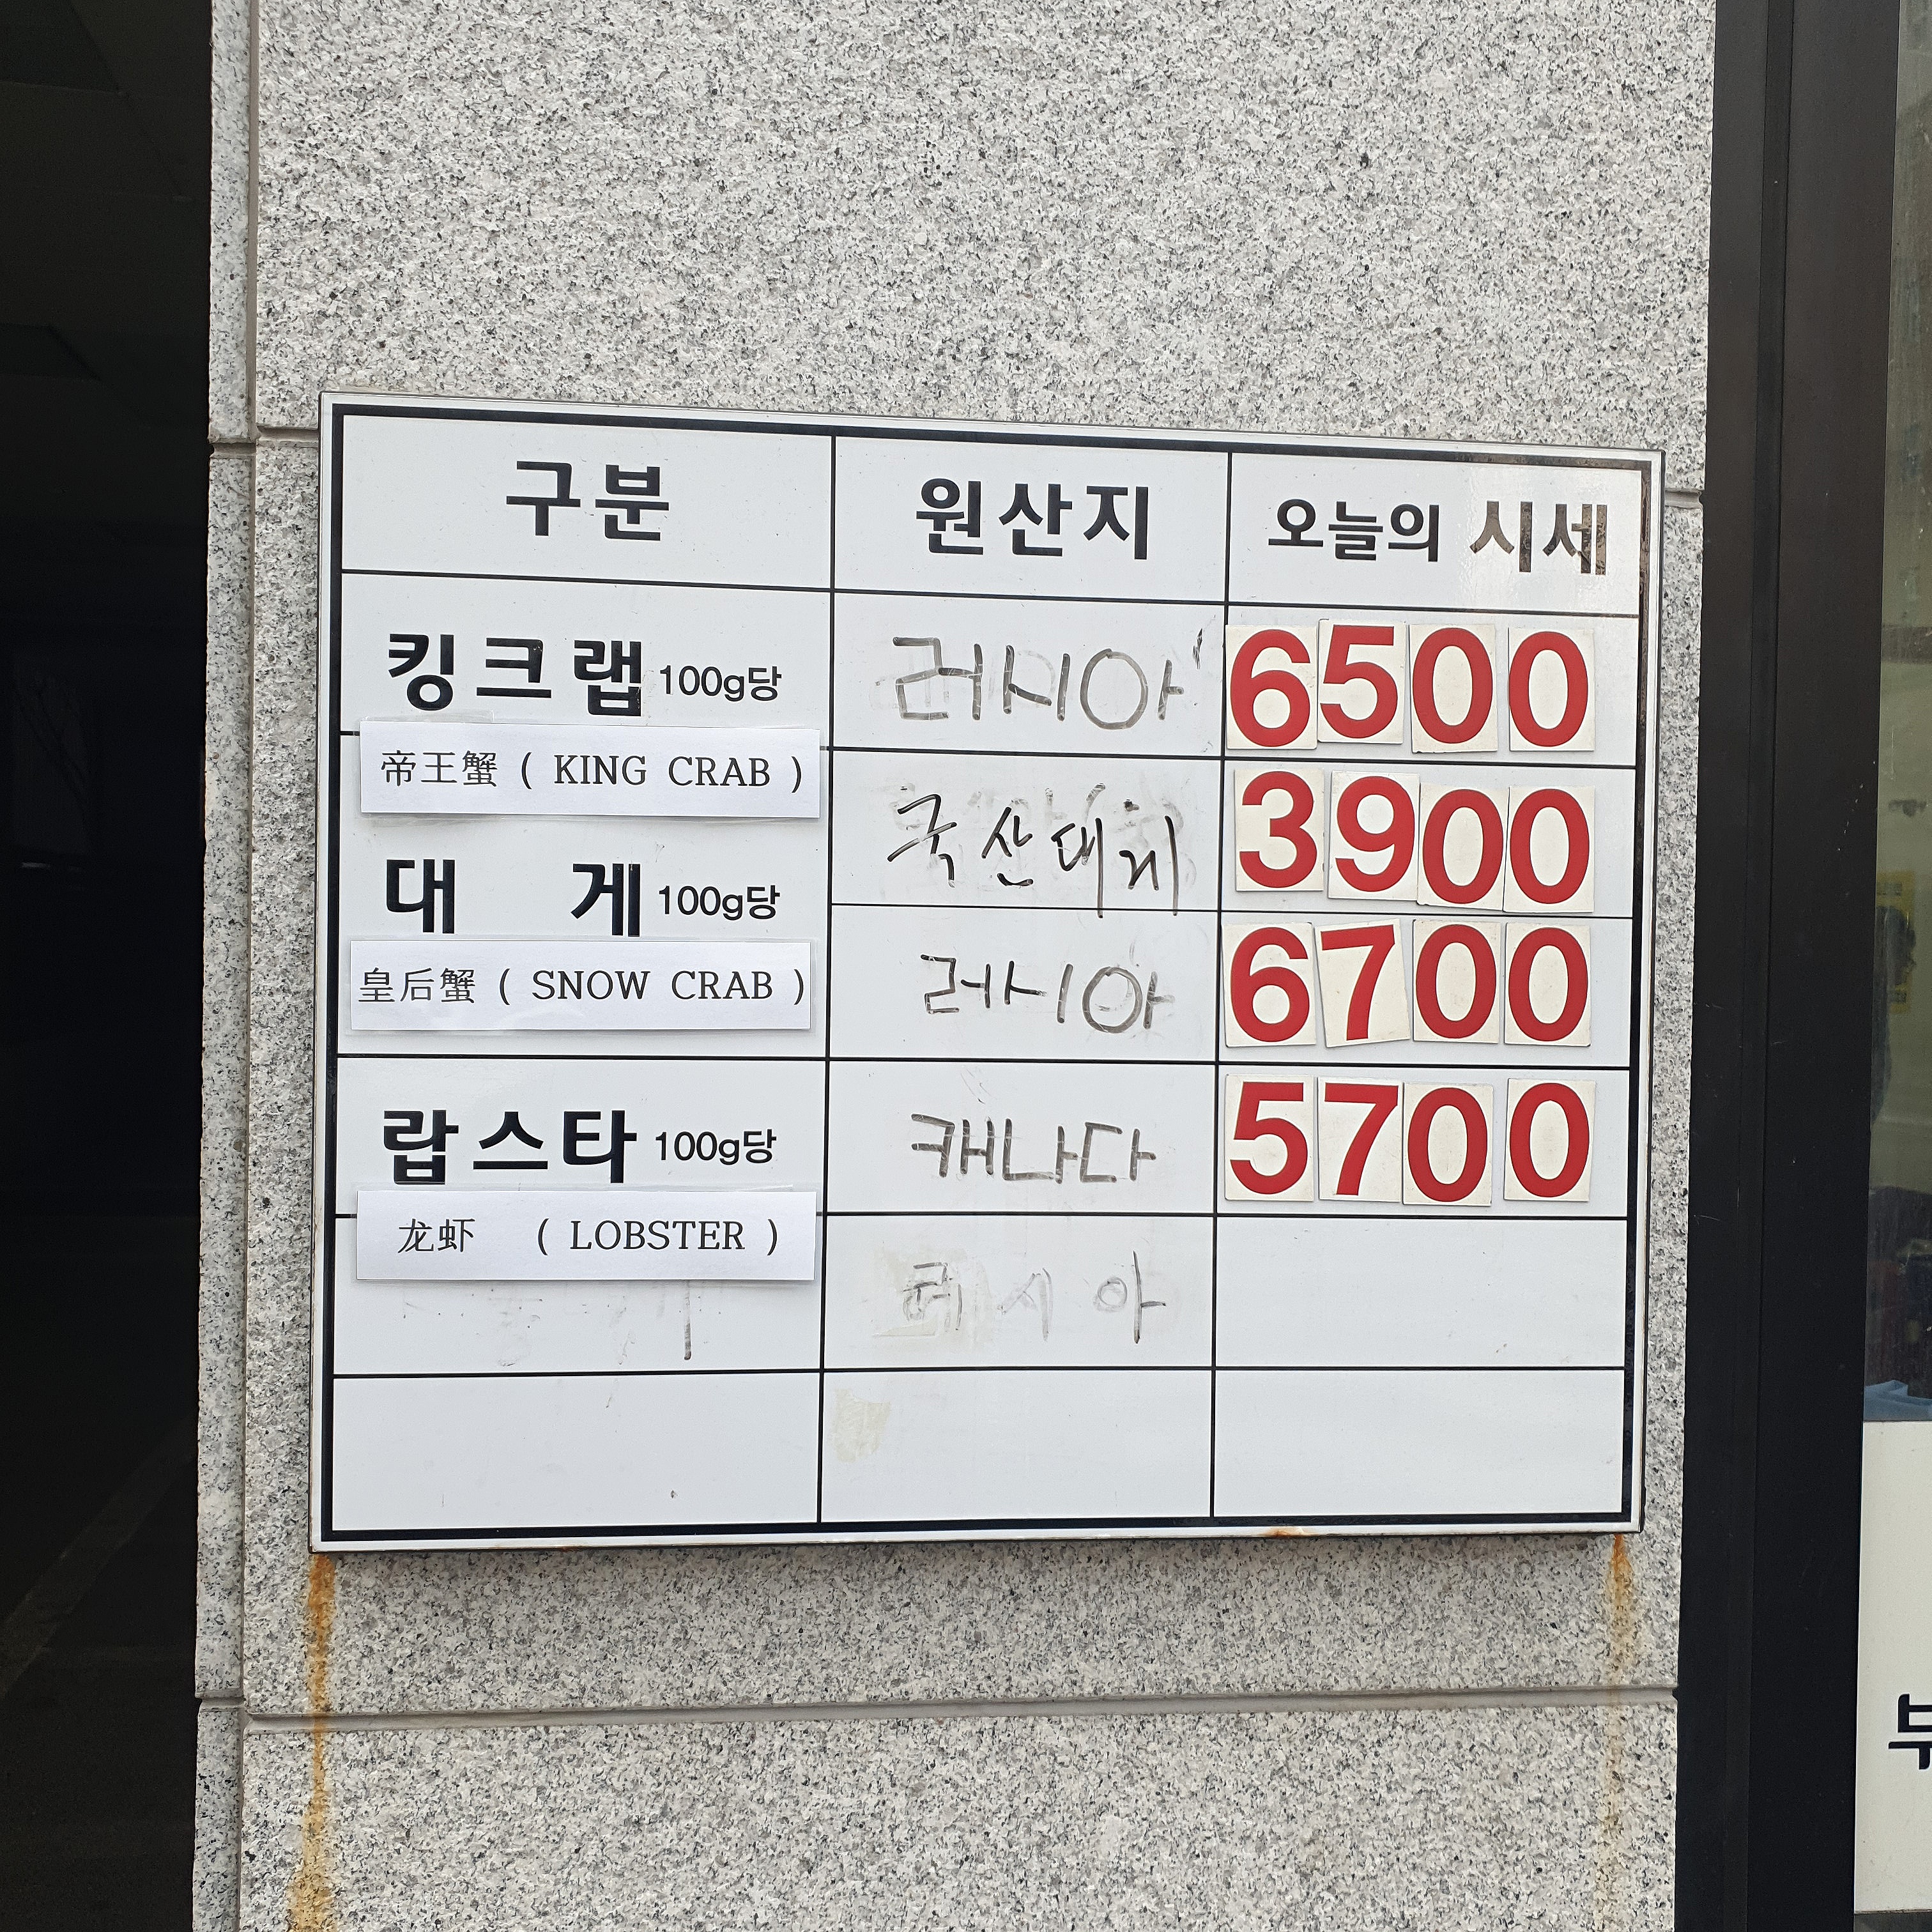 구분 원산지 오늘의 시세
킹크랩 100g당 러시아 6500
帝王蟹 ( KING CRAB )
국산대게 3900
대 게 100g당
皇后蟹 ( SNOW CRAB ) 러시아 6700
랍스타 100g당 캐나다 5700
龙虾 ( LOBSTER )
시아